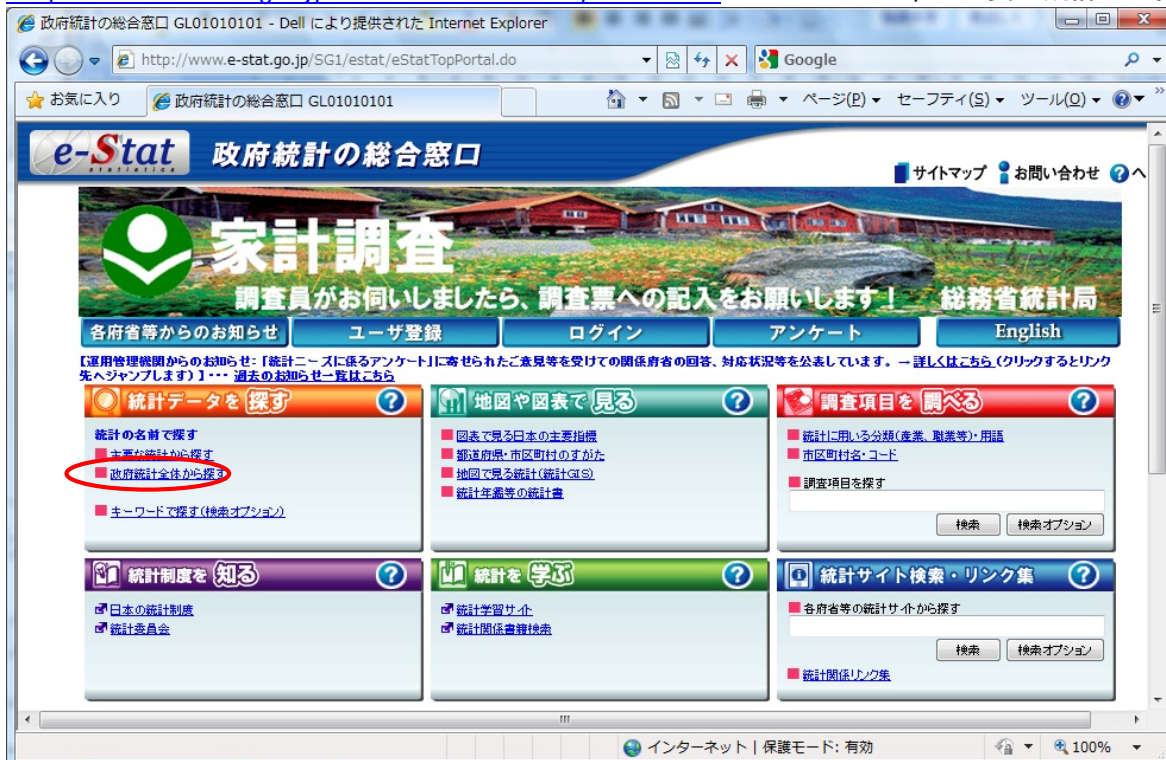 政府統計の総合窓口 GL01010101 - Dell により提供された Internet Explorer
http://www.e-stat.go.jp/SG1/estat/eStatTopPortal.do
Google
お気に入り
政府統計の総合窓口 GL01010101
ページ(P) セーフティ(S) ツール(O)
e-Stat
statistics
政府統計の総合窓口
サイトマップ お問い合わせ ヘ
家計調査
調査員がお伺いしましたら、調査票への記入をお願いします! 総務省統計局
各府省等からのお知らせ ユーザ登録 ログイン アンケート English
【運用管理機関からのお知らせ:「統計ニーズに係るアンケート」に寄せられたご意見等を受けての関係府省の回答、対応状況等を公表しています。→詳しくはこちら(クリックするとリンク
先へジャンプします)】・・・ 過去のお知らせ一覧はこちら
統計データを 探す
統計の名前で探す
主要な統計から探す
政府統計全体から探す
キーワードで探す(検索オプション)
地図や図表で 見る
図表で見る日本の主要指標
都道府県・市区町村のすがた
地図で見る統計(統計GIS)
統計年鑑等の統計書
調査項目を 調べる
統計に用いる分類(産業、職業等)・用語
市区町村名・コード
調査項目を探す
検索 検索オプション
統計制度を 知る
日本の統計制度
統計委員会
統計を 学ぶ
統計学習サイト
統計関係書籍検索
統計サイト検索・リンク集
各府省等の統計サイトから探す
検索 検索オプション
統計関係リンク集
インターネット | 保護モード: 有効
100%